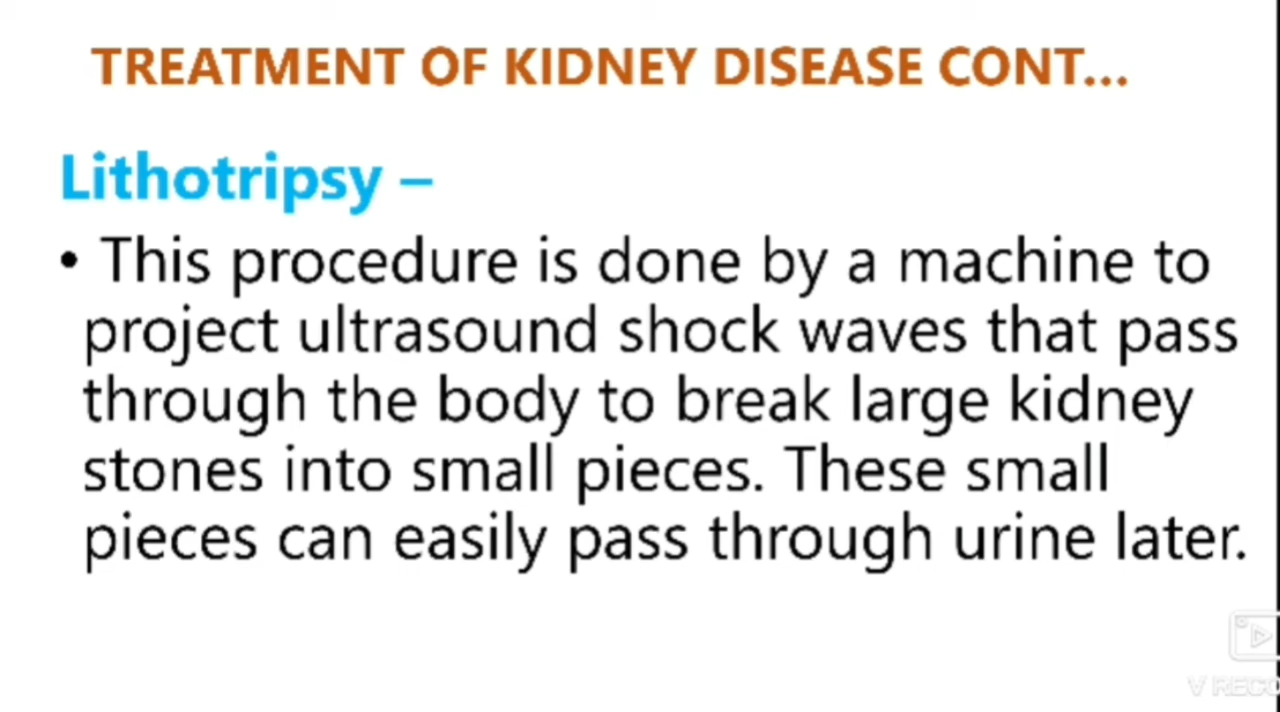 TREATMENT OF KIDNEY DISEASE CONT...
Lithotripsy –
• This procedure is done by a machine to
project ultrasound shock waves that pass
through the body to break large kidney
stones into small pieces. These small
pieces can easily pass through urine later.
V RECO